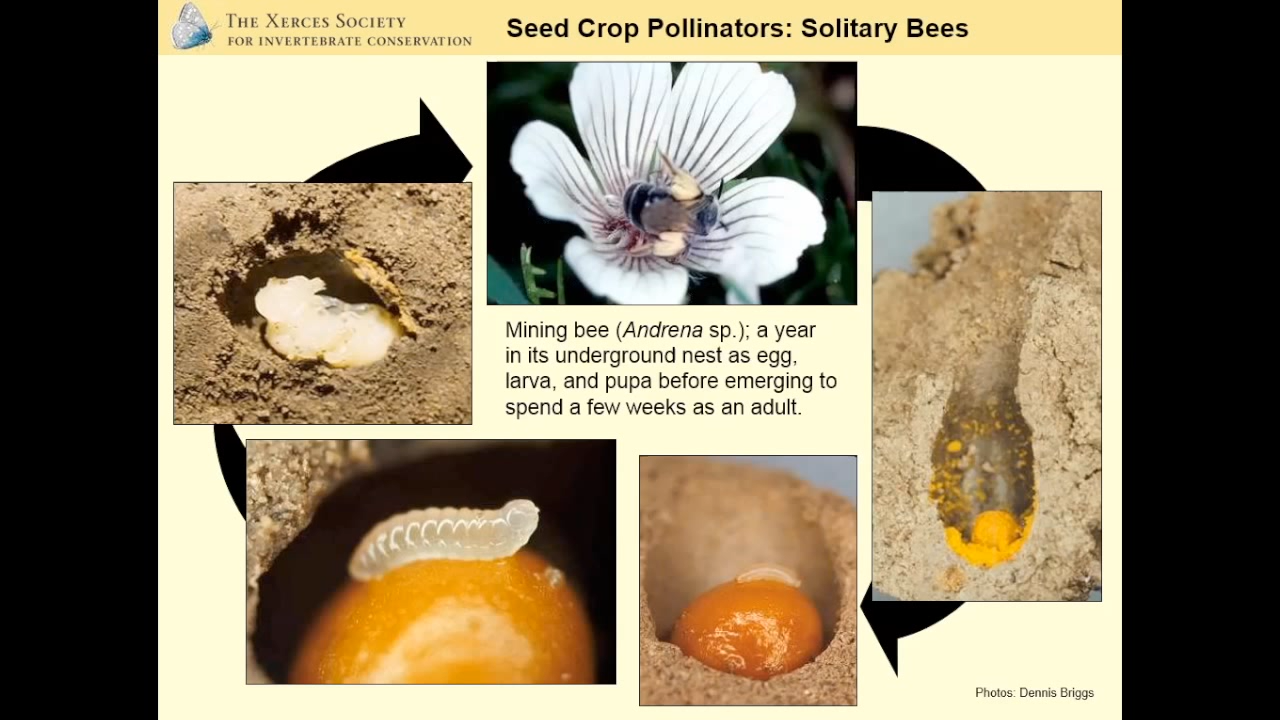 THE XERCES SOCIETY
FOR INVERTEBRATE CONSERVATION
Seed Crop Pollinators: Solitary Bees
Mining bee (Andrena sp.); a year
in its underground nest as egg,
larva, and pupa before emerging to
spend a few weeks as an adult.
Photos: Dennis Briggs